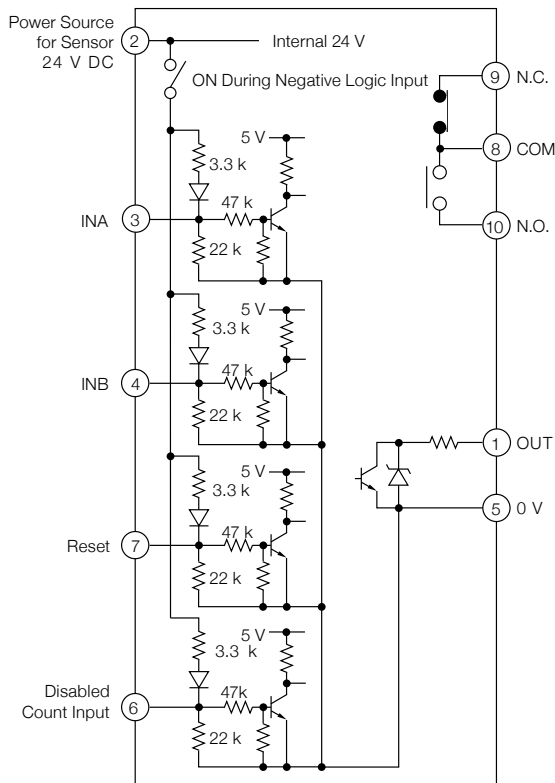 Power Source
for Sensor
24 V DC
2
Internal 24 V
ON During Negative Logic Input
9
N.C.
8
COM
10
N.O.
5 V
3.3 k
47 k
INA
3
22 k
5 V
3.3 k
47 k
INB
4
22 k
1
OUT
5
0 V
5 V
3.3 k
47 k
Reset
7
22 k
5 V
3.3 k
47k
Disabled
Count Input
6
22 k